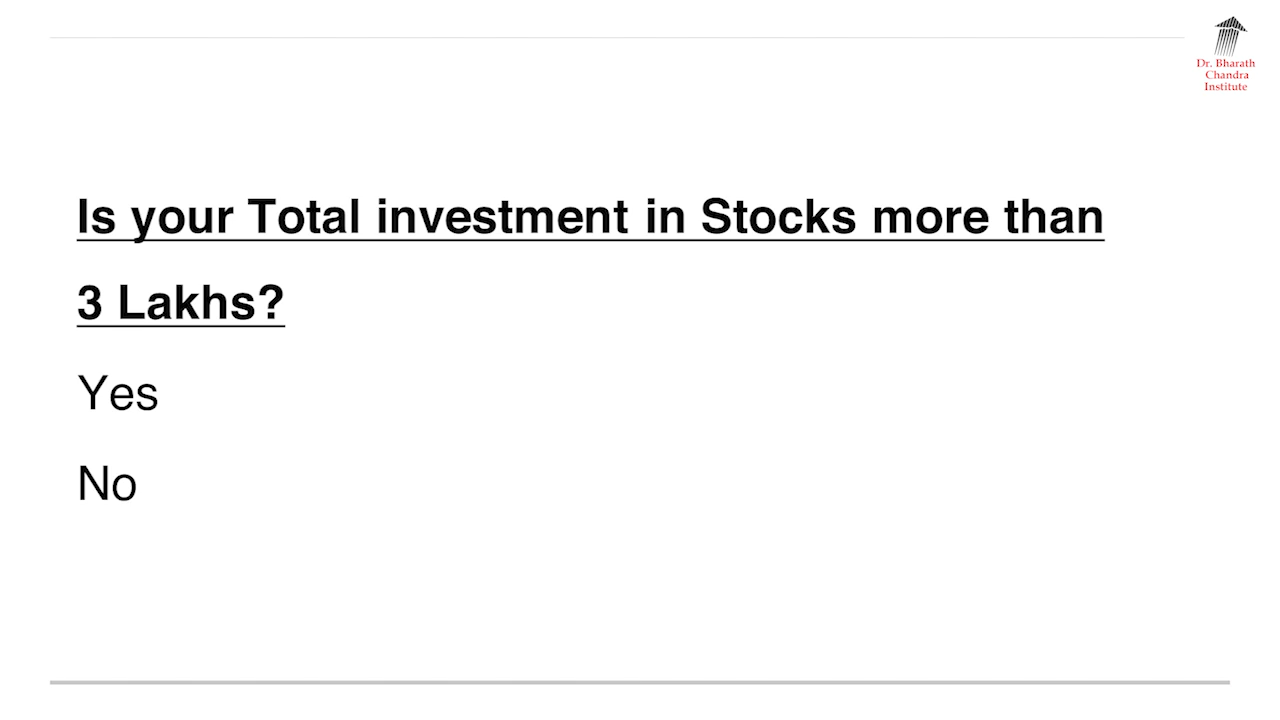 Dr. Bharath
Chandra
Institute
Is your Total investment in Stocks more than
3 Lakhs?
Yes
No